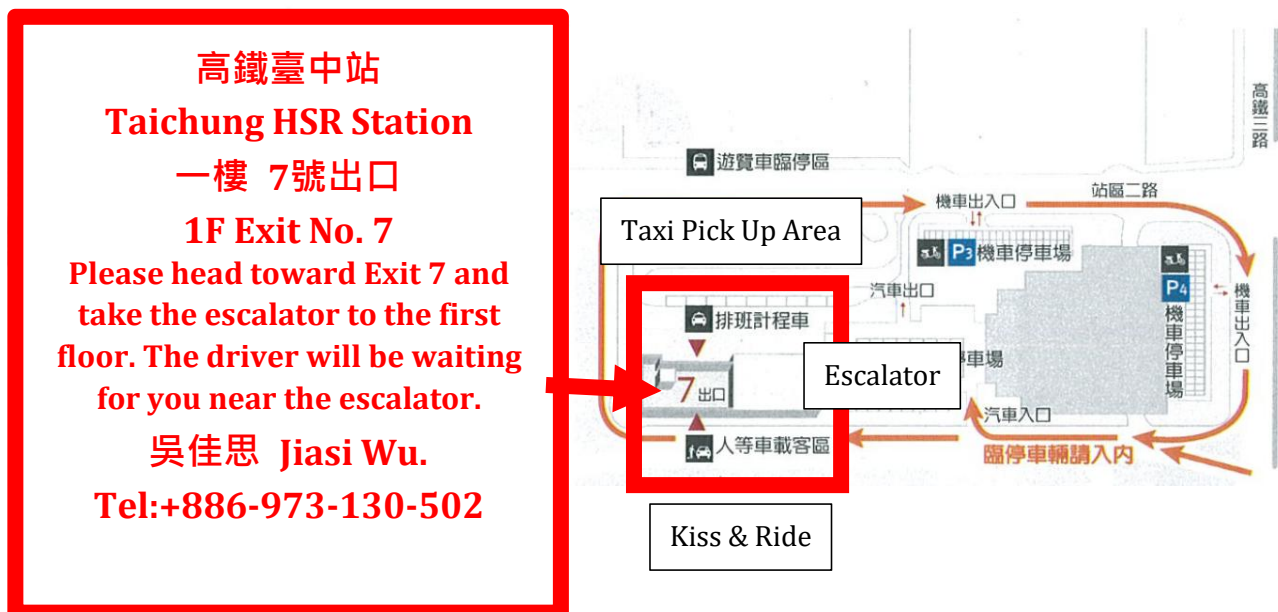 高鐵臺中站
Taichung HSR Station
一樓 7號出口
1F Exit No. 7
Please head toward Exit 7 and
take the escalator to the first
floor. The driver will be waiting
for you near the escalator.
吳佳思 Jiasi Wu.
Tel:+886-973-130-502
高鐵三路
遊覽車臨停區
站區二路
機車出入口
Taxi Pick Up Area
P3 機車停車場
P4
機車停車場
機車出入口
汽車出口
排班計程車
Escalator
車場
7 出口
汽車入口
人等車載客區
臨停車輛請入內
Kiss & Ride